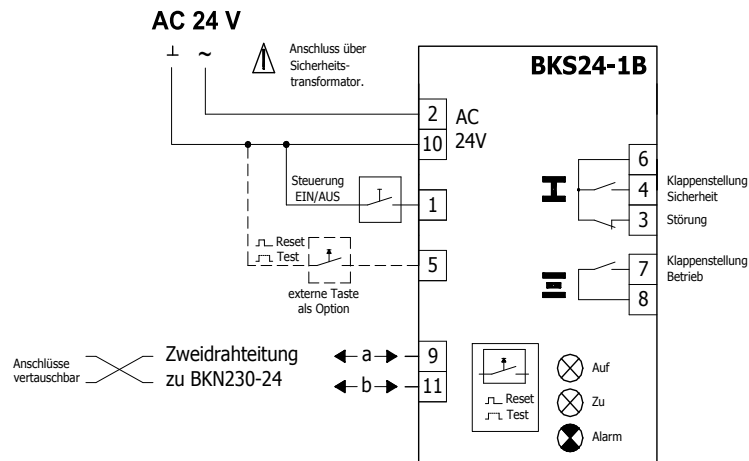 AC 24 V
⊥ ~
Anschluss über
Sicherheits-
transformator.
BKS24-1B
2
10
AC
24V
Steuerung
EIN/AUS
1
Reset
Test
5
externe Taste
als Option
6
4
3
Klappenstellung
Sicherheit
Störung
7
8
Klappenstellung
Betrieb
Anschlüsse
vertauschbar
Zweidrahteitung
zu BKN230-24
a
b
9
11
Reset
Test
Auf
Zu
Alarm